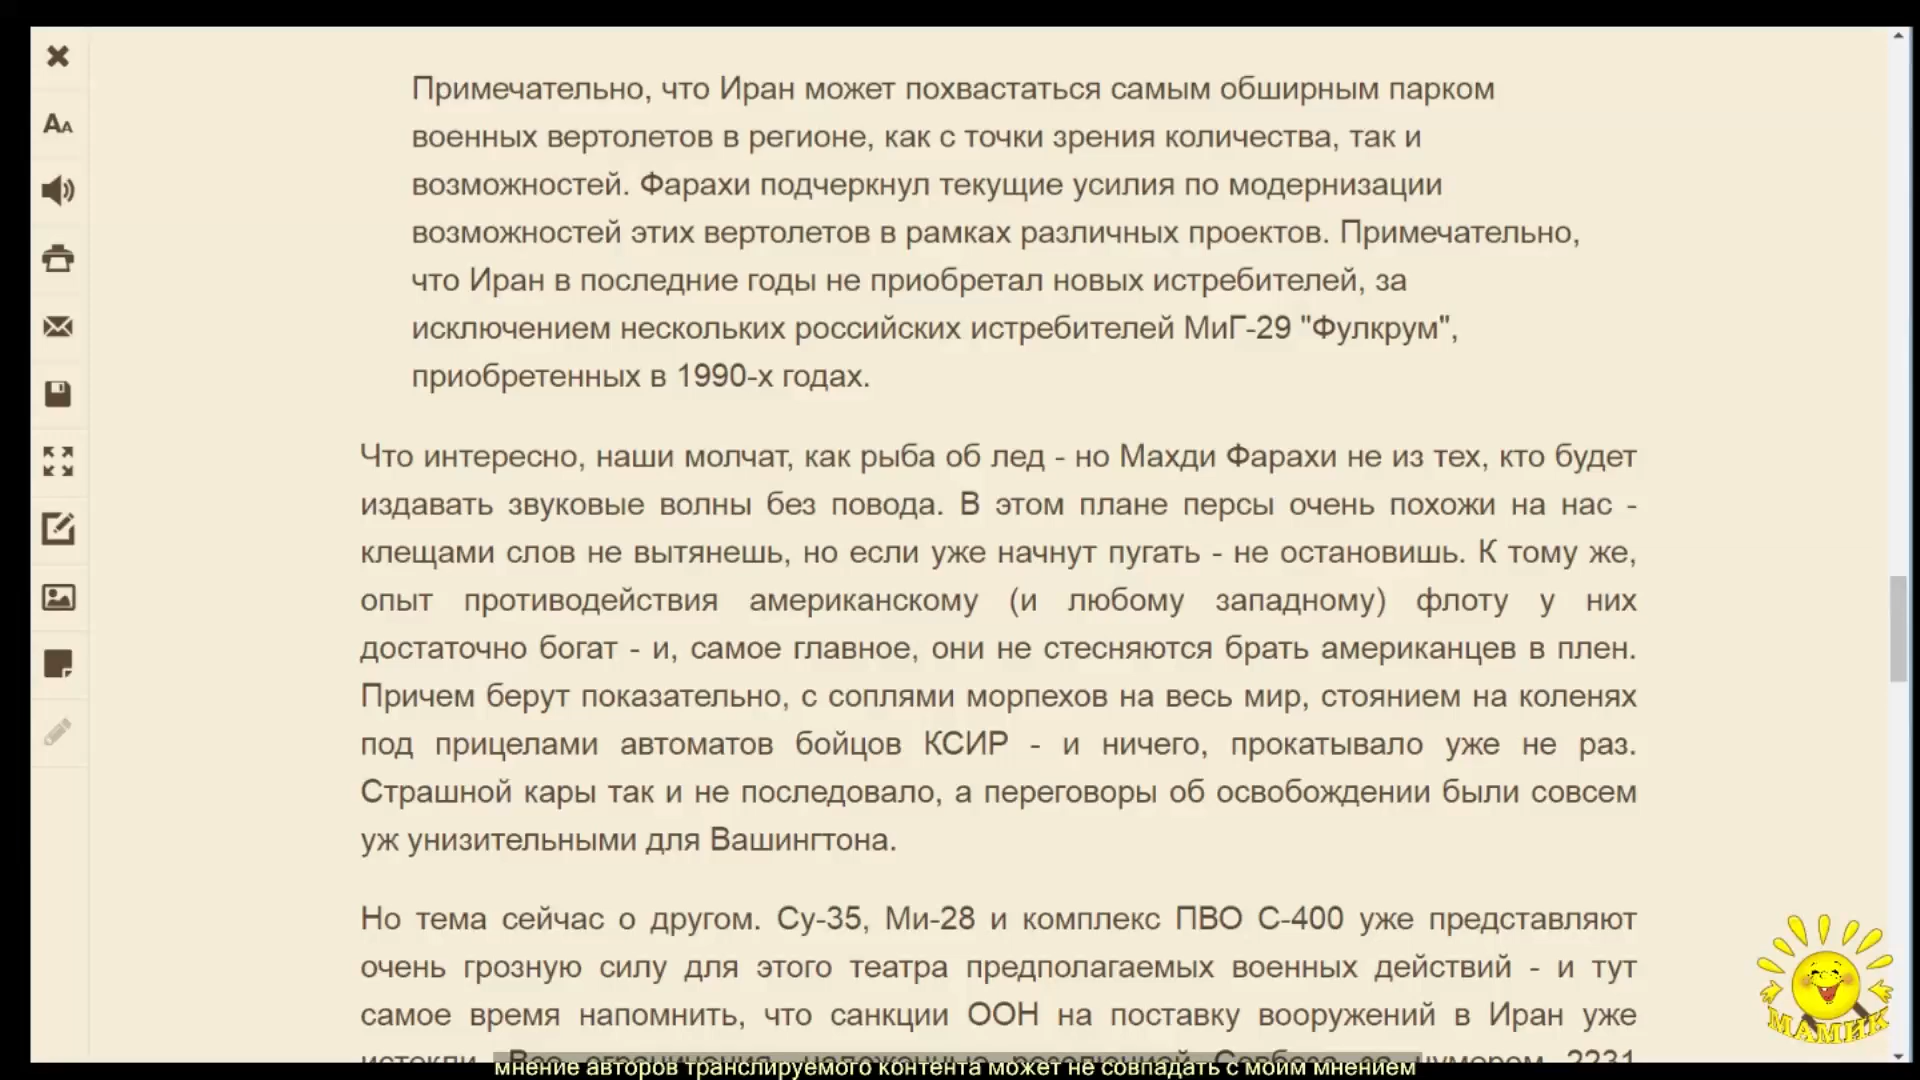 Примечательно, что Иран может похвастаться самым обширным парком
военных вертолетов в регионе, как с точки зрения количества, так и
возможностей. Фарахи подчеркнул текущие усилия по модернизации
возможностей этих вертолетов в рамках различных проектов. Примечательно,
что Иран в последние годы не приобретал новых истребителей, за
исключением нескольких российских истребителей МиГ-29 "Фулкрум",
приобретенных в 1990-х годах.
Что интересно, наши молчат, как рыба об лед - но Махди Фарахи не из тех, кто будет
издавать звуковые волны без повода. В этом плане персы очень похожи на нас -
клещами слов не вытянешь, но если уже начнут пугать - не остановишь. К тому же,
опыт противодействия американскому (и любому западному) флоту у них
достаточно богат - и, самое главное, они не стесняются брать американцев в плен.
Причем берут показательно, с соплями морпехов на весь мир, стоянием на коленях
под прицелами автоматов бойцов КСИР - и ничего, прокатывало уже не раз.
Страшной кары так и не последовало, а переговоры об освобождении были совсем
уж унизительными для Вашингтона.
Но тема сейчас о другом. Су-35, Ми-28 и комплекс ПВО С-400 уже представляют
очень грозную силу для этого театра предполагаемых военных действий - и тут
самое время напомнить, что санкции ООН на поставку вооружений в Иран уже
истекли. Все ограничения, наложенные резолюцией Совбеза за номером 2231
мнение авторов транслируемого контента может не совпадать с моим мнением
МАМИК